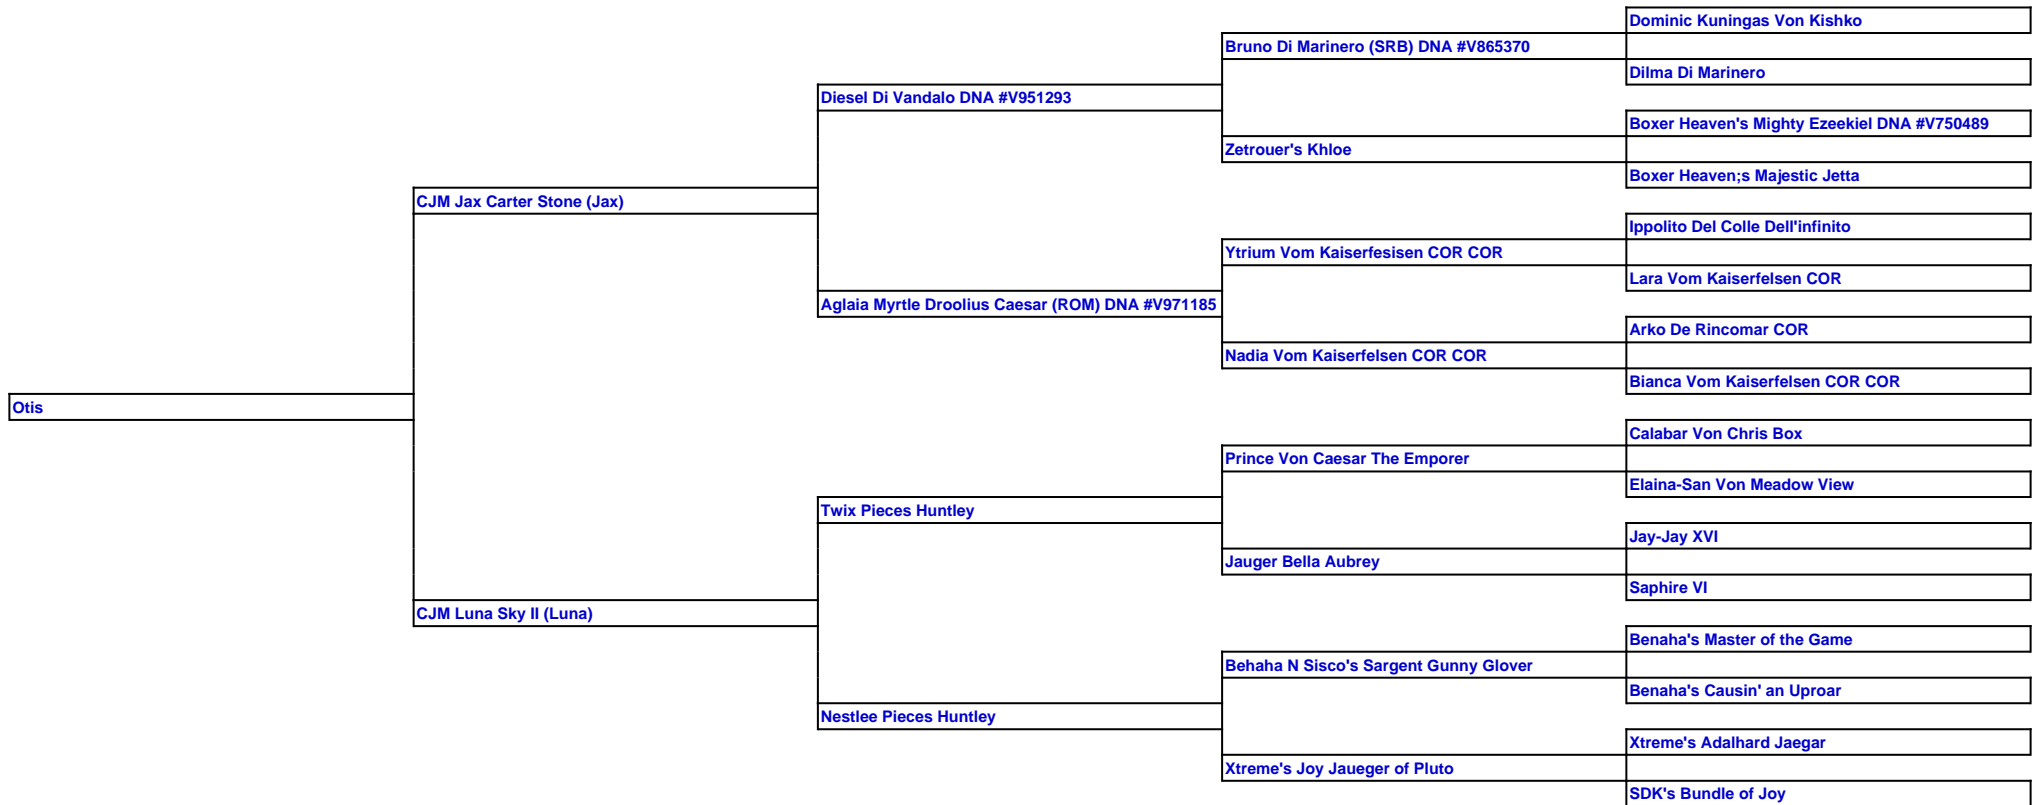 Dominic Kuningas Von Kishko
Bruno Di Marinero (SRB) DNA #V865370
Dilma Di Marinero
Diesel Di Vandalo DNA #V951293
Boxer Heaven's Mighty Ezeekiel DNA #V750489
Zetrouer's Khloe
Boxer Heaven;s Majestic Jetta
CJM Jax Carter Stone (Jax)
Ippolito Del Colle Dell'infinito
Ytrium Vom Kaiserfesisen COR COR
Lara Vom Kaiserfelsen COR
Aglaia Myrtle Droolius Caesar (ROM) DNA #V971185
Arko De Rincomar COR
Nadia Vom Kaiserfelsen COR COR
Bianca Vom Kaiserfelsen COR COR
Otis
Calabar Von Chris Box
Prince Von Caesar The Emporer
Elaina-San Von Meadow View
Twix Pieces Huntley
Jay-Jay XVI
Jauger Bella Aubrey
Saphire VI
CJM Luna Sky II (Luna)
Benaha's Master of the Game
Behaha N Sisco's Sargent Gunny Glover
Benaha's Causin' an Uproar
Nestlee Pieces Huntley
Xtreme's Adalhard Jaegar
Xtreme's Joy Jaueger of Pluto
SDK's Bundle of Joy